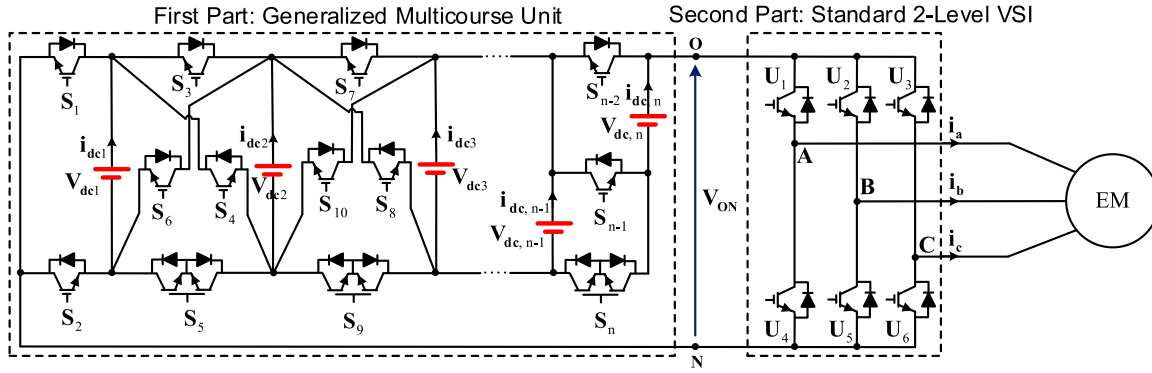 First Part: Generalized Multicourse Unit
Second Part: Standard 2-Level VSI
S1
S3
S7
Sn-2
O
U1
U2
U3
idc1
idc2
idc3
idc, n
Vdc, n
ia
Vdc1
Vdc2
Vdc3
S6
S4
S10
S8
idc, n-1
Vdc, n-1
Sn-1
VON
A
B
C
ib
ic
EM
S2
S5
S9
Sn
U4
U5
U6
N